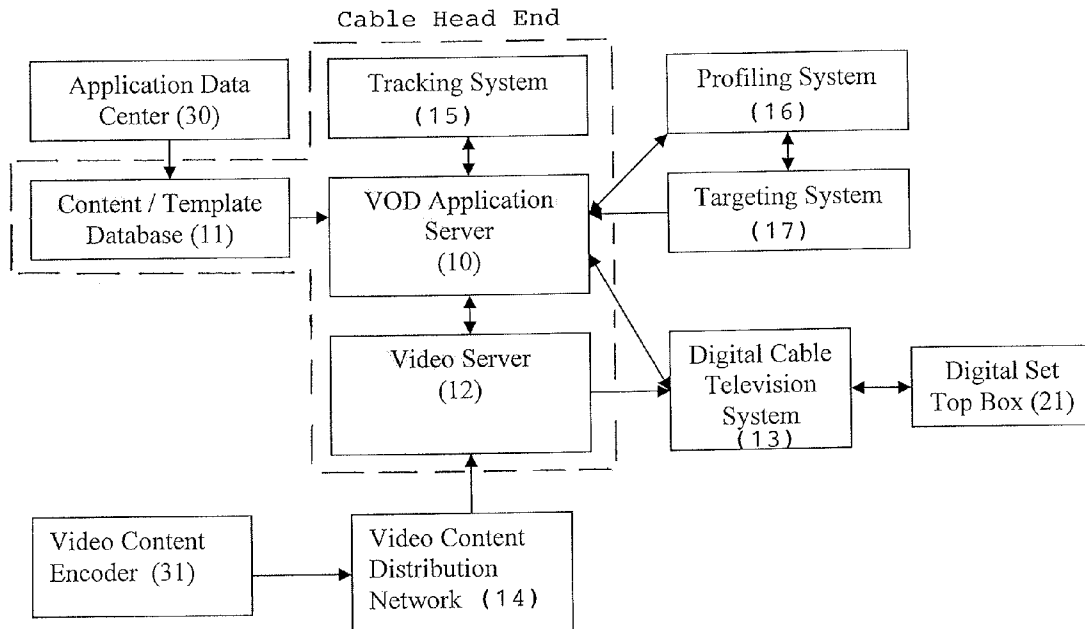 Cable Head End
Application Data
Center (30)
Tracking System
(15)
Profiling System
(16)
Content / Template
Database (11)
VOD Application
Server
(10)
Targeting System
(17)
Video Server
(12)
Digital Cable
Television
System
(13)
Digital Set
Top Box (21)
Video Content
Encoder (31)
Video Content
Distribution
Network (14)